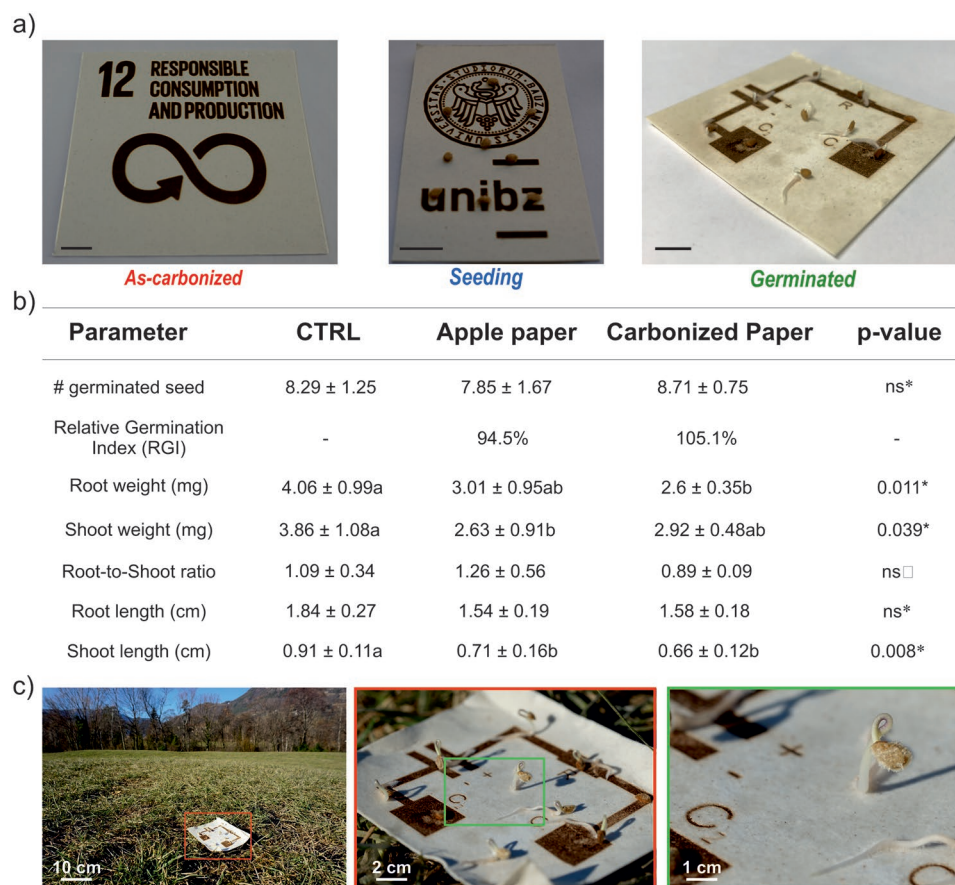 a)
12 RESPONSIBLE
CONSUMPTION
AND PRODUCTION
STUDIORUM · BAUZANENSIS · UNIVERSITAS
unibz
R
C
C
As-carbonized
Seeding
Germinated
b)
Parameter CTRL Apple paper Carbonized Paper p-value
# germinated seed 8.29 ± 1.25 7.85 ± 1.67 8.71 ± 0.75 ns*
Relative Germination
Index (RGI) - 94.5% 105.1% -
Root weight (mg) 4.06 ± 0.99a 3.01 ± 0.95ab 2.6 ± 0.35b 0.011*
Shoot weight (mg) 3.86 ± 1.08a 2.63 ± 0.91b 2.92 ± 0.48ab 0.039*
Root-to-Shoot ratio 1.09 ± 0.34 1.26 ± 0.56 0.89 ± 0.09 ns□
Root length (cm) 1.84 ± 0.27 1.54 ± 0.19 1.58 ± 0.18 ns*
Shoot length (cm) 0.91 ± 0.11a 0.71 ± 0.16b 0.66 ± 0.12b 0.008*
c)
+
-
C
C
+
C
C
10 cm
2 cm
1 cm